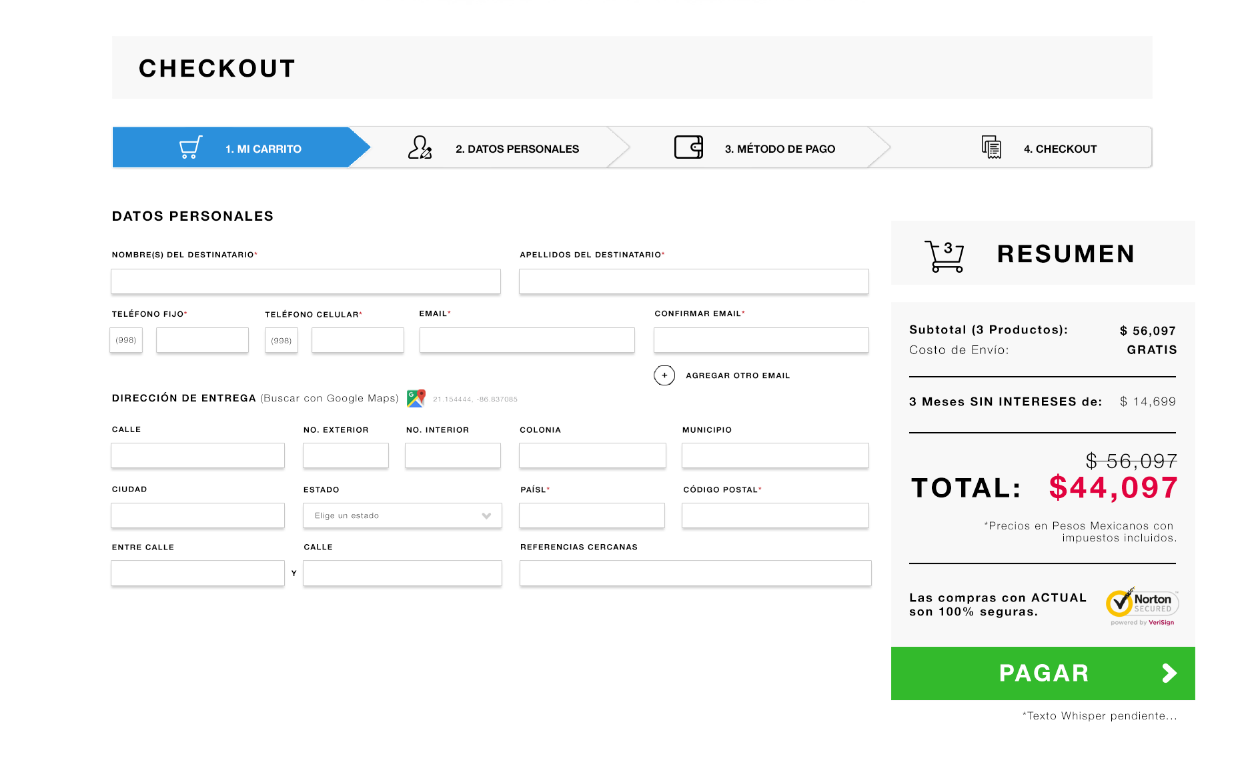 CHECKOUT
1. MI CARRITO
2. DATOS PERSONALES
3. MÉTODO DE PAGO
4. CHECKOUT
DATOS PERSONALES
NOMBRE(S) DEL DESTINATARIO*
APELLIDOS DEL DESTINATARIO*
TELÉFONO FIJO*
TELÉFONO CELULAR*
EMAIL*
CONFIRMAR EMAIL*
(998)
(998)
+ AGREGAR OTRO EMAIL
DIRECCIÓN DE ENTREGA (Buscar con Google Maps) 21.154444, -86.837085
CALLE
NO. EXTERIOR
NO. INTERIOR
COLONIA
MUNICIPIO
CIUDAD
ESTADO
PAÍSL*
CÓDIGO POSTAL*
Elige un estado
ENTRE CALLE
CALLE
REFERENCIAS CERCANAS
Y
3
RESUMEN
Subtotal (3 Productos): $ 56,097
Costo de Envío: GRATIS
3 Meses SIN INTERESES de: $ 14,699
$ 56,097
TOTAL: $44,097
*Precios en Pesos Mexicanos con
impuestos incluidos.
Las compras con ACTUAL
son 100% seguras.
Norton
SECURED
powered by VeriSign
PAGAR
*Texto Whisper pendiente...